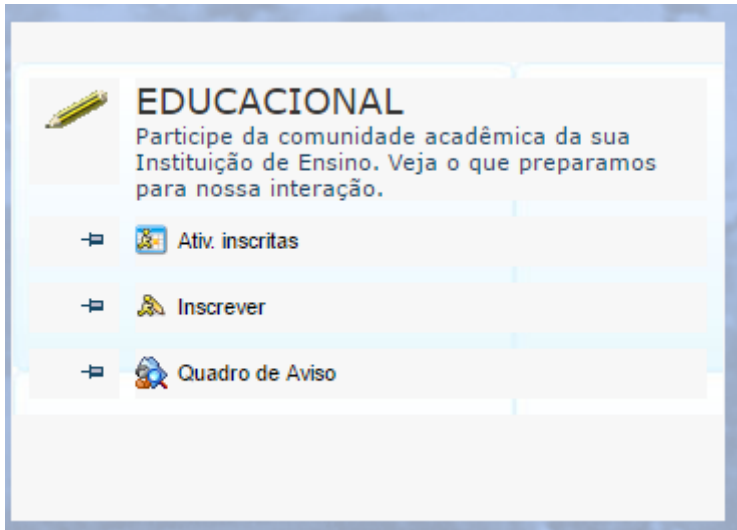 EDUCACIONAL
Participe da comunidade acadêmica da sua
Instituição de Ensino. Veja o que preparamos
para nossa interação.
Ativ. inscritas
Inscrever
Quadro de Aviso